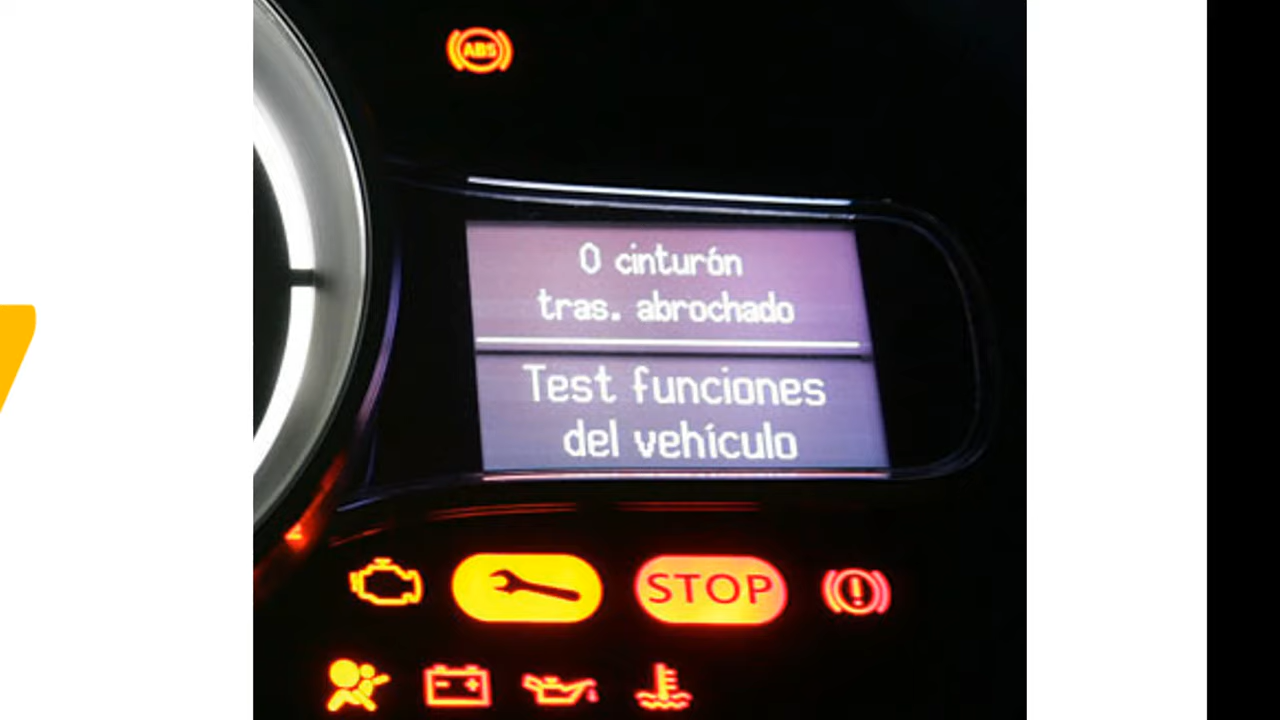 ABS
0 cinturón
tras. abrochado
Test funciones
del vehículo
STOP